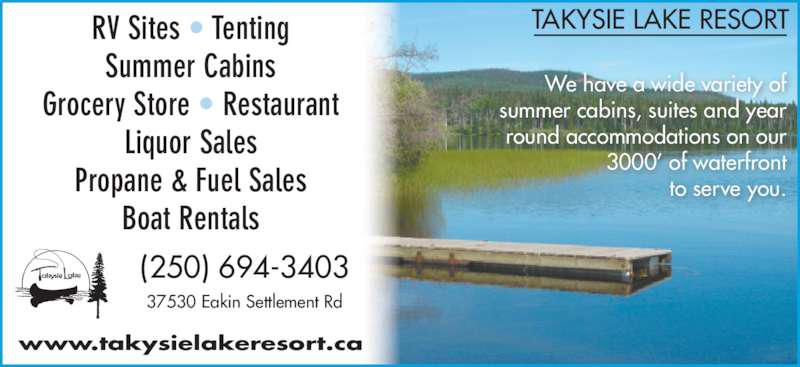 RV Sites • Tenting
Summer Cabins
Grocery Store • Restaurant
Liquor Sales
Propane & Fuel Sales
Boat Rentals
Takysie Lake
(250) 694-3403
37530 Eakin Settlement Rd
www.takysielakeresort.ca
TAKYSIE LAKE RESORT
We have a wide variety of
summer cabins, suites and year
round accommodations on our
3000’ of waterfront
to serve you.